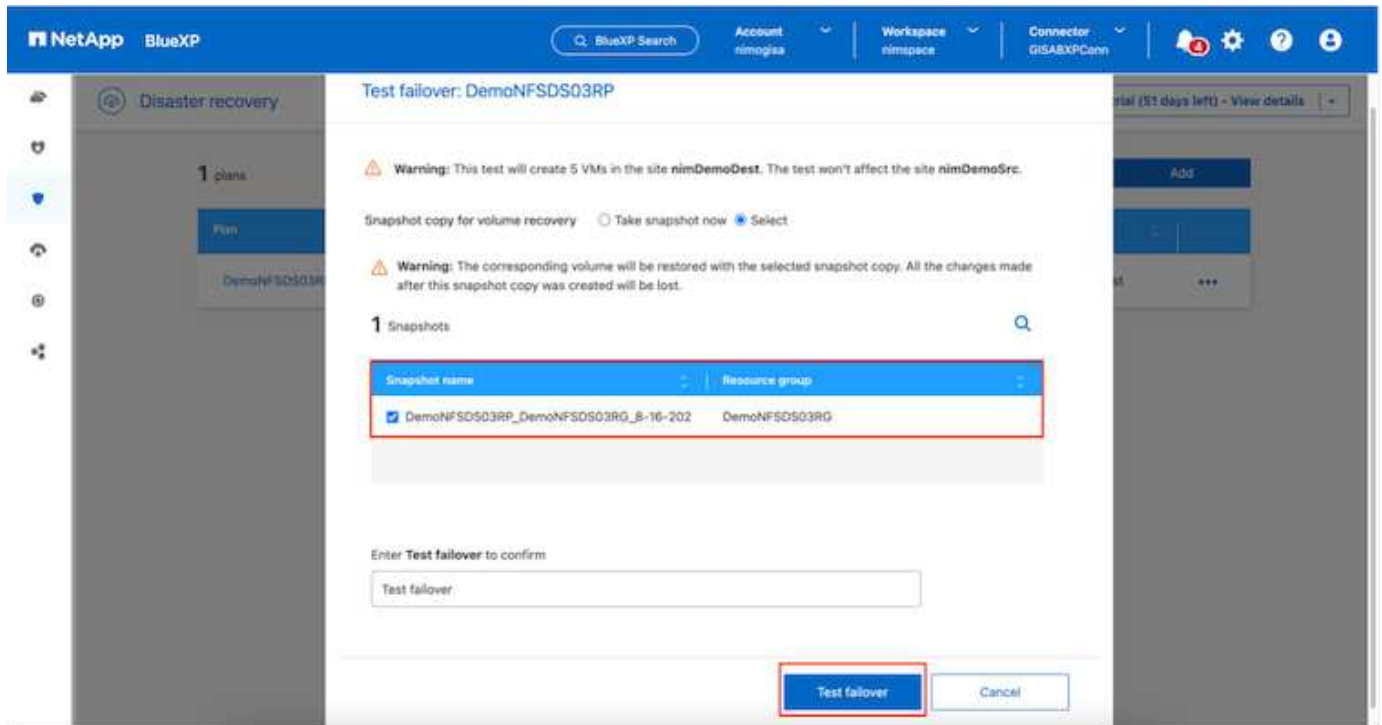 NetApp BlueXP
BlueXP Search
Account
nimogisa
Workspace
nimspace
Connector
GISABXPConn
4
Disaster recovery
rial (51 days left) - View details
Test failover: DemoNFSDS03RP
1 plans
Add
Plan
DemoNFSDS03R
st
Warning: This test will create 5 VMs in the site nimDemoDest. The test won't affect the site nimDemoSrc.
Snapshot copy for volume recovery Take snapshot now Select
Warning: The corresponding volume will be restored with the selected snapshot copy. All the changes made
after this snapshot copy was created will be lost.
1 Snapshots
Snapshot name Resource group
DemoNFSDS03RP_DemoNFSDS03RG_8-16-202 DemoNFSDS03RG
Enter Test failover to confirm
Test failover
Test failover Cancel